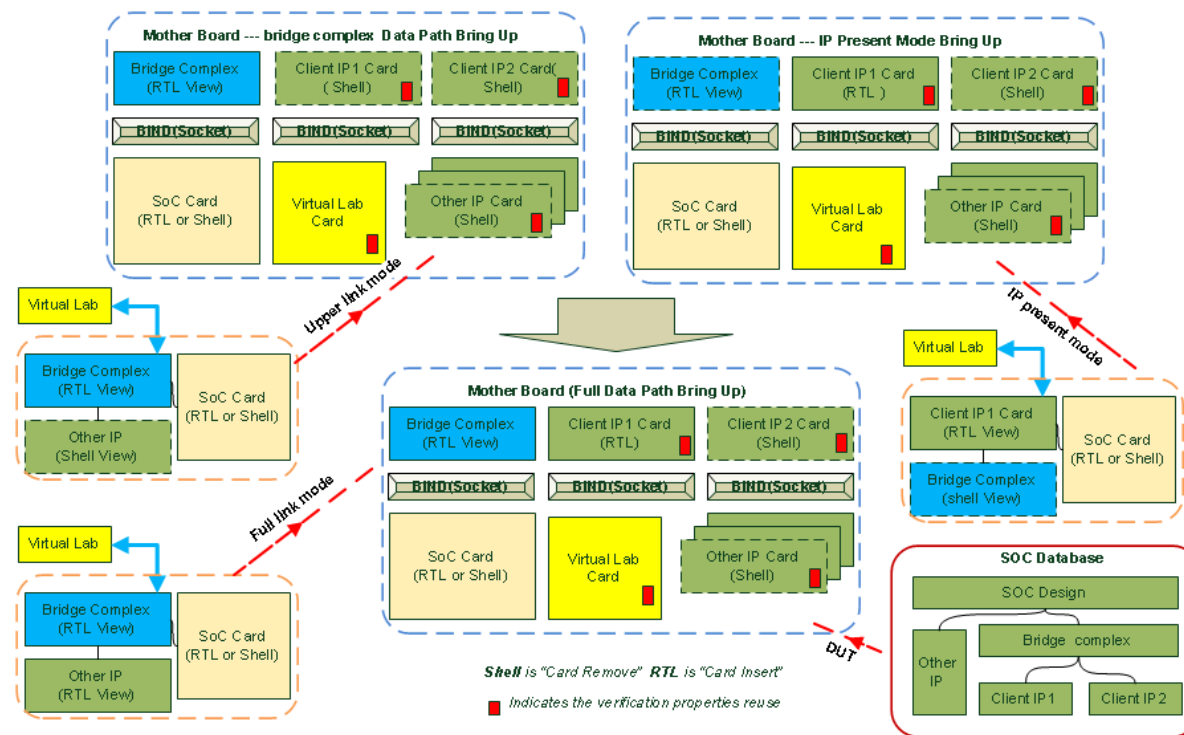 Mother Board --- bridge complex Data Path Bring Up
Bridge Complex
(RTL View)
Client IP1 Card
( Shell)
Client IP2 Card(
Shell)
BIND(Socket)
BIND(Socket)
BIND(Socket)
SoC Card
(RTL or Shell)
Virtual Lab
Card
Other IP Card
(Shell)
Mother Board --- IP Present Mode Bring Up
Bridge Complex
(RTL View)
Client IP1 Card
(RTL )
Client IP2 Card
(Shell)
BIND(Socket)
BIND(Socket)
BIND(Socket)
SoC Card
(RTL or Shell)
Virtual Lab
Card
Other IP Card
(Shell)
Upper link mode
IP present mode
Virtual Lab
Bridge Complex
(RTL View)
SoC Card
(RTL or Shell)
Other IP
(Shell View)
Virtual Lab
Client IP1 Card
(RTL View)
SoC Card
(RTL or Shell)
Bridge Complex
(shell View)
Mother Board (Full Data Path Bring Up)
Bridge Complex
(RTL View)
Client IP1 Card
(RTL)
Client IP2 Card
(Shell)
BIND(Socket)
BIND(Socket)
BIND(Socket)
SoC Card
(RTL or Shell)
Virtual Lab
Card
Other IP Card
(Shell)
Full link mode
Virtual Lab
Bridge Complex
(RTL View)
SoC Card
(RTL or Shell)
Other IP
(RTL View)
DUT
SOC Database
SOC Design
Other
IP
Bridge complex
Client IP1
Client IP2
Shell is "Card Remove" RTL is "Card Insert"
Indicates the verification properties reuse